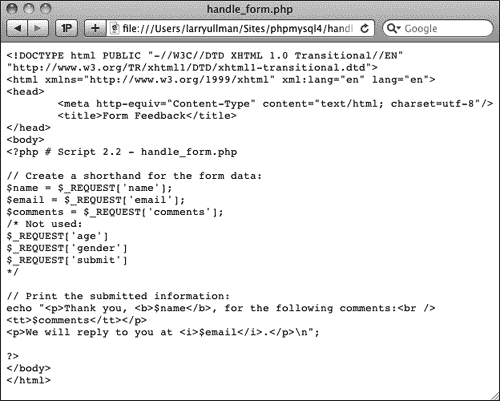 handle_form.php
1P
+
file:///Users/larryullman/Sites/phpmysql4/handl
Google
<!DOCTYPE html PUBLIC "-//W3C//DTD XHTML 1.0 Transitional//EN"
"http://www.w3.org/TR/xhtml1/DTD/xhtml1-transitional.dtd">
<html xmlns="http://www.w3.org/1999/xhtml" xml:lang="en" lang="en">
<head>
<meta http-equiv="Content-Type" content="text/html; charset=utf-8"/>
<title>Form Feedback</title>
</head>
<body>
<?php # Script 2.2 - handle_form.php
// Create a shorthand for the form data:
$name = $_REQUEST['name'];
$email = $_REQUEST['email'];
$comments = $_REQUEST['comments'];
/* Not used:
$_REQUEST['age']
$_REQUEST['gender']
$_REQUEST['submit']
*/
// Print the submitted information:
echo "<p>Thank you, <b>$name</b>, for the following comments:<br />
<tt>$comments</tt></p>
<p>We will reply to you at <i>$email</i>.</p>\n";
?>
</body>
</html>